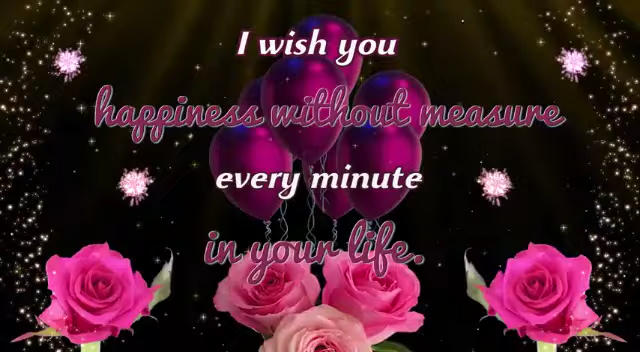 I wish you
happiness without measure
every minute
in your life.